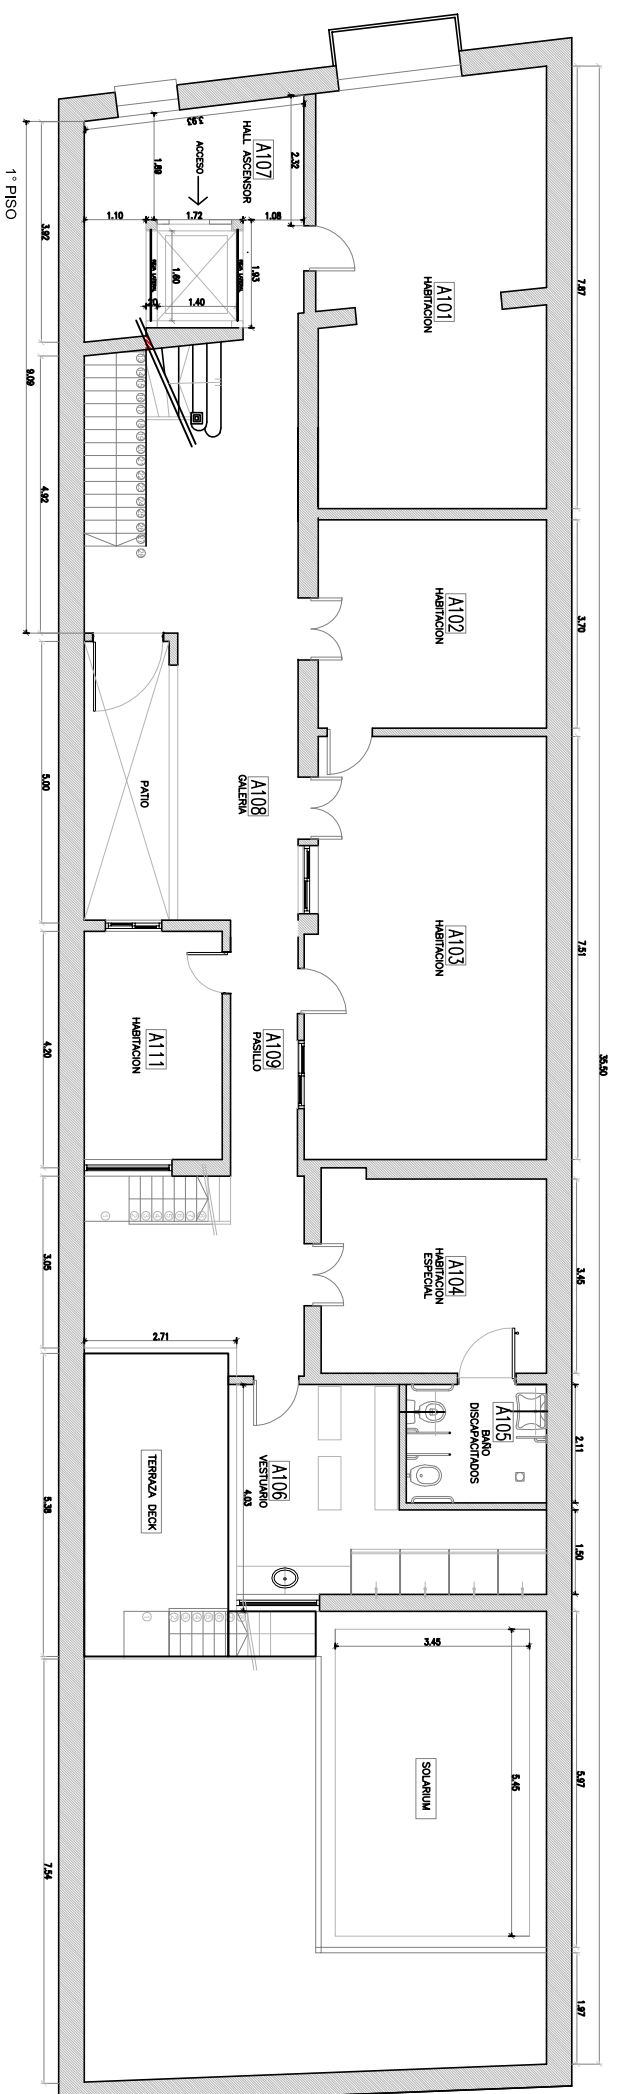 1° PISO
35.50
7.87
3.70
7.51
3.45
2.11
1.50
5.97
1.97
A101
HABITACION
A102
HABITACION
A103
HABITACION
A104
HABITACION
ESPECIAL
A105
BAÑO
DISCAPACITADOS
SOLARIUM
3.45
5.45
A106
VESTUARIO
4.03
A107
HALL ASCENSOR
ACCESO
3.93
2.32
1.89
1.10
1.72
1.08
1.93
1.60
1.40
A108
GALERIA
A109
PASILLO
PATIO
A111
HABITACION
2.71
TERRAZA DECK
3.92
9.09
4.92
5.00
4.20
3.05
5.38
7.54